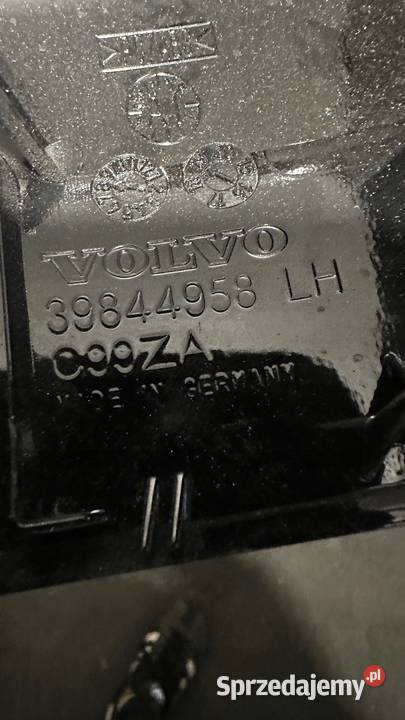 VOLVO
39844958 LH
C99ZA
MADE IN GERMANY
Sprzedajemy.pl